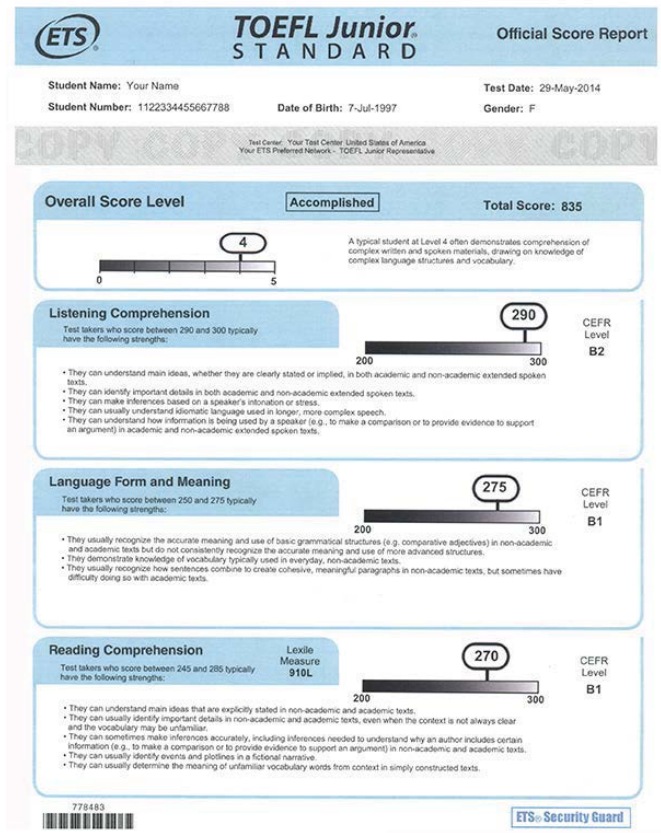 ETS
TOEFL Junior®
STANDARD
Official Score Report
Student Name: Your Name
Test Date: 29-May-2014
Student Number: 1122334455667788
Date of Birth: 7-Jul-1997
Gender: F
COPY
COPY
Test Center: Your Test Center United States of America
Your ETS Preferred Network - TOEFL Junior Representative
Overall Score Level
Accomplished
Total Score: 835
4
0
5
A typical student at Level 4 often demonstrates comprehension of
complex written and spoken materials, drawing on knowledge of
complex language structures and vocabulary.
Listening Comprehension
Test takers who score between 290 and 300 typically
have the following strengths:
290
200
300
CEFR
Level
B2
• They can understand main ideas, whether they are clearly stated or implied, in both academic and non-academic extended spoken
texts.
• They can identify important details in both academic and non-academic extended spoken texts.
• They can make inferences based on a speaker's intonation or stress.
• They can usually understand idiomatic language used in longer, more complex speech.
• They can understand how information is being used by a speaker (e.g., to make a comparison or to provide evidence to support
an argument) in academic and non-academic extended spoken texts.
Language Form and Meaning
Test takers who score between 250 and 275 typically
have the following strengths:
275
200
300
CEFR
Level
B1
• They usually recognize the accurate meaning and use of basic grammatical structures (e.g. comparative adjectives) in non-academic
and academic texts but do not consistently recognize the accurate meaning and use of more advanced structures.
• They demonstrate knowledge of vocabulary typically used in everyday, non-academic texts.
• They usually recognize how sentences combine to create cohesive, meaningful paragraphs in non-academic texts, but sometimes have
difficulty doing so with academic texts.
Reading Comprehension
Test takers who score between 245 and 285 typically
have the following strengths:
Lexile
Measure
910L
270
200
300
CEFR
Level
B1
• They can understand main ideas that are explicitly stated in non-academic and academic texts.
• They can usually identify important details in non-academic and academic texts, even when the context is not always clear
and the vocabulary may be unfamiliar.
• They can sometimes make inferences accurately, including inferences needed to understand why an author includes certain
information (e.g., to make a comparison or to provide evidence to support an argument) in non-academic and academic texts.
• They can usually identify events and plotlines in a fictional narrative.
• They can usually determine the meaning of unfamiliar vocabulary words from context in simply constructed texts.
778483
ETS® Security Guard